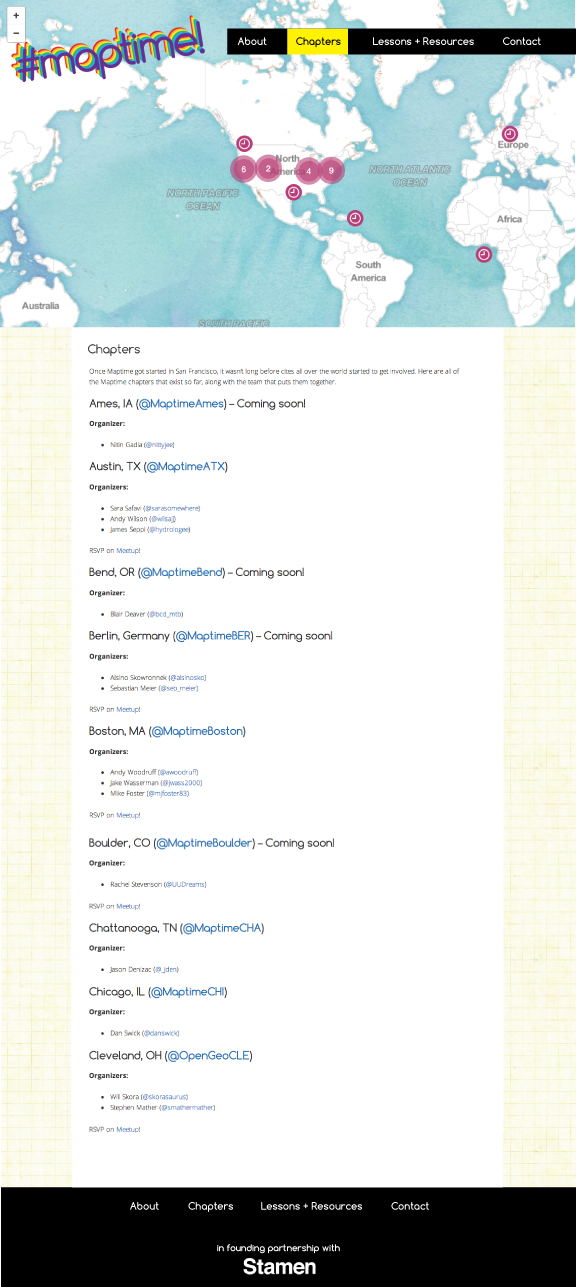 +
−
#maptime!
About Chapters Lessons + Resources Contact
North
America
Europe
NORTH ATLANTIC
OCEAN
6 2 4 9
NORTH PACIFIC
OCEAN
Africa
South
America
Australia
SOUTH PACIFIC
Chapters
Once Maptime got started in San Francisco, it wasn't long before cites all over the world started to get involved. Here are all of
the Maptime chapters that exist so far, along with the team that puts them together.
Ames, IA (@MaptimeAmes) – Coming soon!
Organizer:
• Nitin Gadia (@nittyjee)
Austin, TX (@MaptimeATX)
Organizers:
• Sara Safavi (@sarasomewhere)
• Andy Wilson (@wilsaj)
• James Seppi (@hydrologee)
RSVP on Meetup!
Bend, OR (@MaptimeBend) – Coming soon!
Organizer:
• Blair Deaver (@bcd_mtb)
Berlin, Germany (@MaptimeBER) – Coming soon!
Organizers:
• Alsino Skowronnek (@alsinosko)
• Sebastian Meier (@seb_meier)
RSVP on Meetup!
Boston, MA (@MaptimeBoston)
Organizers:
• Andy Woodruff (@awoodruff)
• Jake Wasserman (@jwass2000)
• Mike Foster (@mjfoster83)
RSVP on Meetup!
Boulder, CO (@MaptimeBoulder) – Coming soon!
Organizer:
• Rachel Stevenson (@UUDreams)
RSVP on Meetup!
Chattanooga, TN (@MaptimeCHA)
Organizer:
• Jason Denizac (@_jden)
Chicago, IL (@MaptimeCHI)
Organizer:
• Dan Swick (@danswick)
Cleveland, OH (@OpenGeoCLE)
Organizers:
• Will Skora (@skorasaurus)
• Stephen Mather (@smathermather)
RSVP on Meetup!
About Chapters Lessons + Resources Contact
in founding partnership with
Stamen